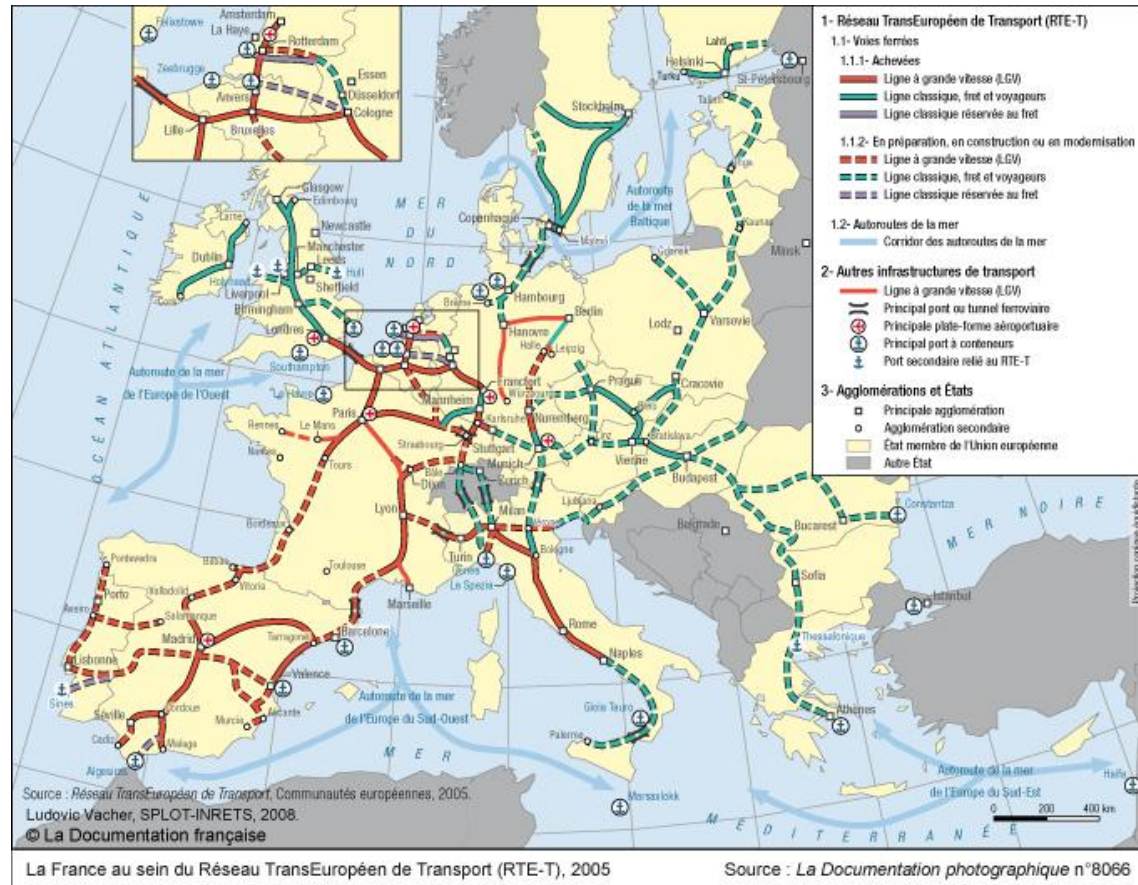 Felixstowe
Amsterdam
La Haye
Rotterdam
Zeebrugge
Essen
Anvers
Düsseldorf
Cologne
Lille
Bruxelles
1- Réseau TransEuropéen de Transport (RTE-T)
1.1- Voies ferrées
1.1.1- Achevées
Ligne à grande vitesse (LGV)
Ligne classique, fret et voyageurs
Ligne classique réservée au fret
1.1.2- En préparation, en construction ou en modernisation
Ligne à grande vitesse (LGV)
Ligne classique, fret et voyageurs
Ligne classique réservée au fret
1.2- Autoroutes de la mer
Corridor des autoroutes de la mer
2- Autres infrastructures de transport
Ligne à grande vitesse (LGV)
Principal pont ou tunnel ferroviaire
Principale plate-forme aéroportuaire
Principal port à conteneurs
Port secondaire relié au RTE-T
3- Agglomérations et États
Principale agglomération
Agglomération secondaire
État membre de l'Union européenne
Autre État
Lahti
Helsinki
Turku
St-Pétersbourg
Stockholm
Kaunas
Minsk
Autoroute
de la mer
Baltique
Copenhague
Malmö
Gdansk
OCÉAN ATLANTIQUE
MER
DU
NORD
Glasgow
Edimbourg
Larne
Newcastle
Dublin
Manchester
Leeds
Hull
Holyhead
Liverpool
Sheffield
Cork
Birmingham
Londres
Southampton
Le Havre
Autoroute de la mer
de l'Europe de l'Ouest
Brême
Hambourg
Hanovre
Berlin
Halle
Leipzig
Lodz
Varsovie
Francfort
Würzbourg
Mannheim
Karlsruhe
Nuremberg
Prague
Cracovie
Brno
Paris
Rennes
Le Mans
Nantes
Tours
Strasbourg
Stuttgart
Munich
Linz
Vienne
Bratislava
Budapest
Bâle
Dijon
Zurich
Lyon
Milan
Vérone
Ljubljana
Turin
Gênes
La Spezia
Bologne
Belgrade
Bucarest
Constantza
MER NOIRE
Bordeaux
Toulouse
Marseille
Bilbao
Vitoria
Pontevedra
Porto
Valladolid
Aveiro
Salamanque
Madrid
Tarragone
Barcelone
Lisbonne
Valence
Sines
Séville
Cordoue
Murcie
Alicante
Cadiz
Malaga
Algesiras
Rome
Naples
Sofia
Istanbul
Thessalonique
Athènes
Gioia Tauro
Palerme
Marsaxlokk
Haifa
Autoroute de la mer
de l'Europe du Sud-Ouest
Autoroute de la mer
de l'Europe du Sud-Est
MER
MEDITERRANÉE
0 200 400 km
Source : Réseau TransEuropéen de Transport, Communautés européennes, 2005.
Ludovic Vacher, SPLOT-INRETS, 2008.
© La Documentation française
La France au sein du Réseau TransEuropéen de Transport (RTE-T), 2005
Source : La Documentation photographique n°8066